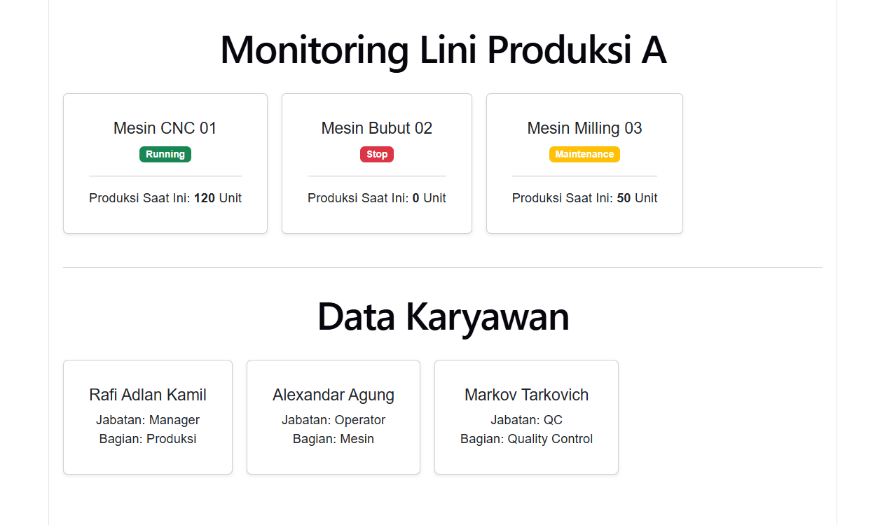 Monitoring Lini Produksi A
Mesin CNC 01
Running
Produksi Saat Ini: 120 Unit
Mesin Bubut 02
Stop
Produksi Saat Ini: 0 Unit
Mesin Milling 03
Maintenance
Produksi Saat Ini: 50 Unit
Data Karyawan
Rafi Adlan Kamil
Jabatan: Manager
Bagian: Produksi
Alexandar Agung
Jabatan: Operator
Bagian: Mesin
Markov Tarkovich
Jabatan: QC
Bagian: Quality Control